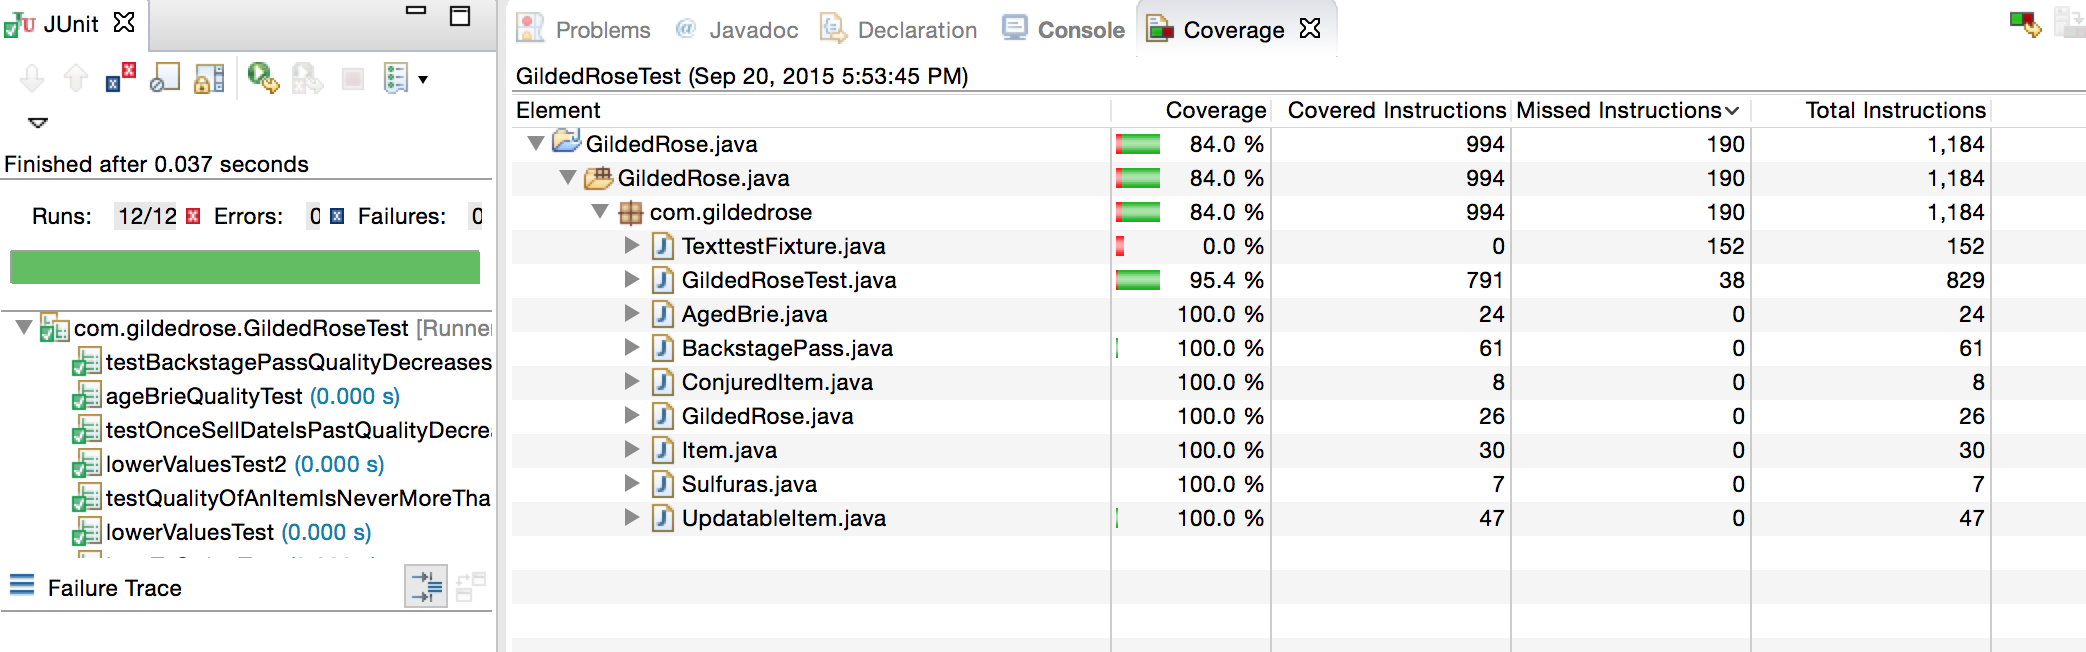 JUnit
Finished after 0.037 seconds
Runs: 12/12 Errors: 0 Failures: 0
com.gildedrose.GildedRoseTest [Runner
testBackstagePassQualityDecreases
ageBrieQualityTest (0.000 s)
testOnceSellDateIsPastQualityDecre
lowerValuesTest2 (0.000 s)
testQualityOfAnItemIsNeverMoreTha
lowerValuesTest (0.000 s)
Failure Trace
Problems Javadoc Declaration Console Coverage
GildedRoseTest (Sep 20, 2015 5:53:45 PM)
Element Coverage Covered Instructions Missed Instructions Total Instructions
GildedRose.java 84.0 % 994 190 1,184
GildedRose.java 84.0 % 994 190 1,184
com.gildedrose 84.0 % 994 190 1,184
TexttestFixture.java 0.0 % 0 152 152
GildedRoseTest.java 95.4 % 791 38 829
AgedBrie.java 100.0 % 24 0 24
BackstagePass.java 100.0 % 61 0 61
ConjuredItem.java 100.0 % 8 0 8
GildedRose.java 100.0 % 26 0 26
Item.java 100.0 % 30 0 30
Sulfuras.java 100.0 % 7 0 7
UpdatableItem.java 100.0 % 47 0 47